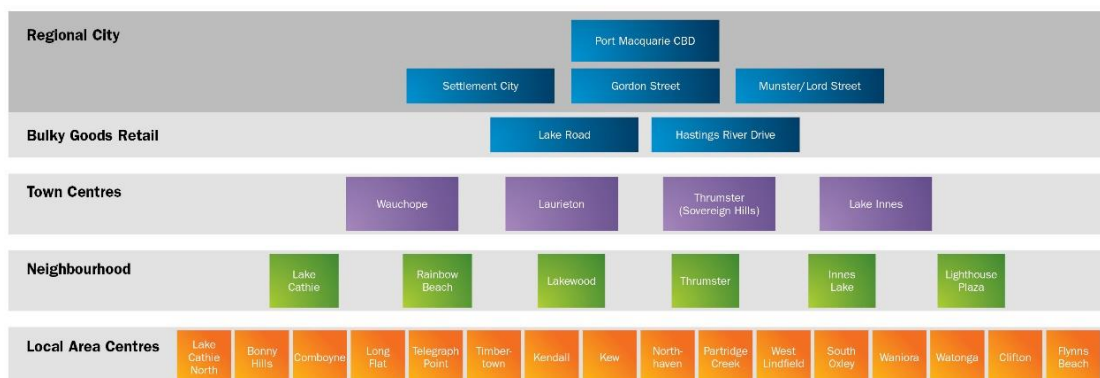 Regional City
Port Macquarie CBD
Settlement City
Gordon Street
Munster/Lord Street
Bulky Goods Retail
Lake Road
Hastings River Drive
Town Centres
Wauchope
Laurieton
Thrumster
(Sovereign Hills)
Lake Innes
Neighbourhood
Lake
Cathie
Rainbow
Beach
Lakewood
Thrumster
Innes
Lake
Lighthouse
Plaza
Local Area Centres
Lake
Cathie
North
Bonny
Hills
Comboyne
Long
Flat
Telegraph
Point
Timber-
town
Kendall
Kew
North-
haven
Partridge
Creek
West
Lindfield
South
Oxley
Waniora
Watonga
Clifton
Flynns
Beach